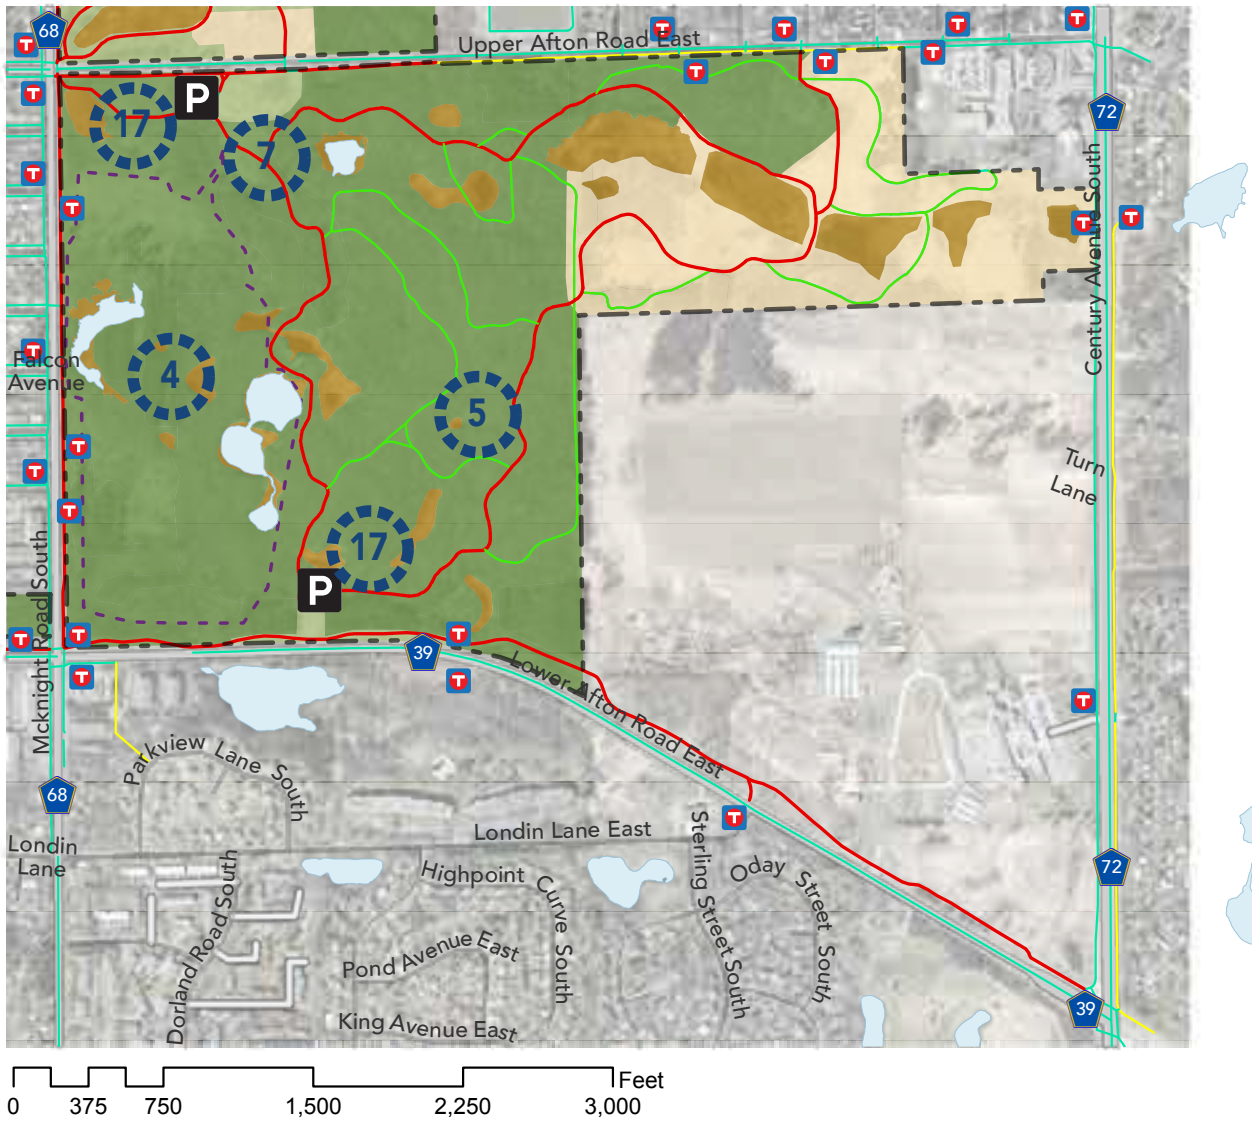 68
T
T
T
T
T
T
Upper Afton Road East
T
T
P
17
7
T
72
T
T
T
T
Century Avenue South
T
Falcon
Avenue
4
5
T
T
T
Turn
Lane
17
P
Mcknight Road South
T
T
T
39
T
T
Lower Afton Road East
T
Parkview Lane South
68
T
Londin
Lane
Londin Lane East
Sterling Street South
Oday Street South
Highpoint Curve South
72
Dorland Road South
Pond Avenue East
King Avenue East
39
0 375 750 1,500 2,250 3,000
Feet